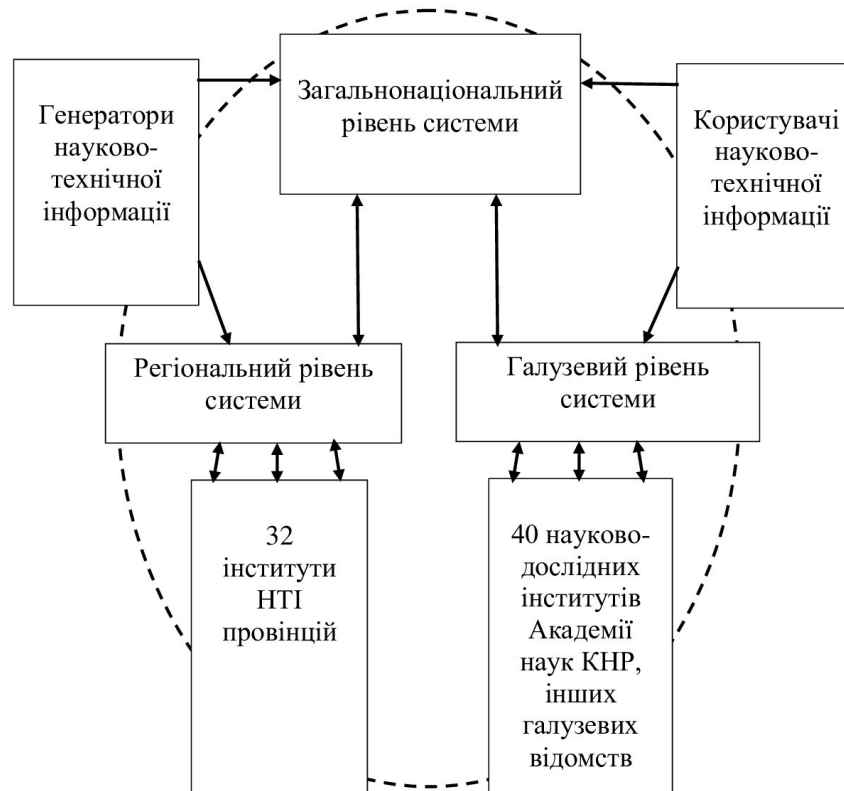 Загальнонаціональний
рівень системи
Генератори
науково-
технічної
інформації
Користувачі
науково-
технічної
інформації
Регіональний рівень
системи
Галузевий рівень
системи
32
інститути
НТІ
провінцій
40 науково-
дослідних
інститутів
Академії
наук КНР,
інших
галузевих
відомств